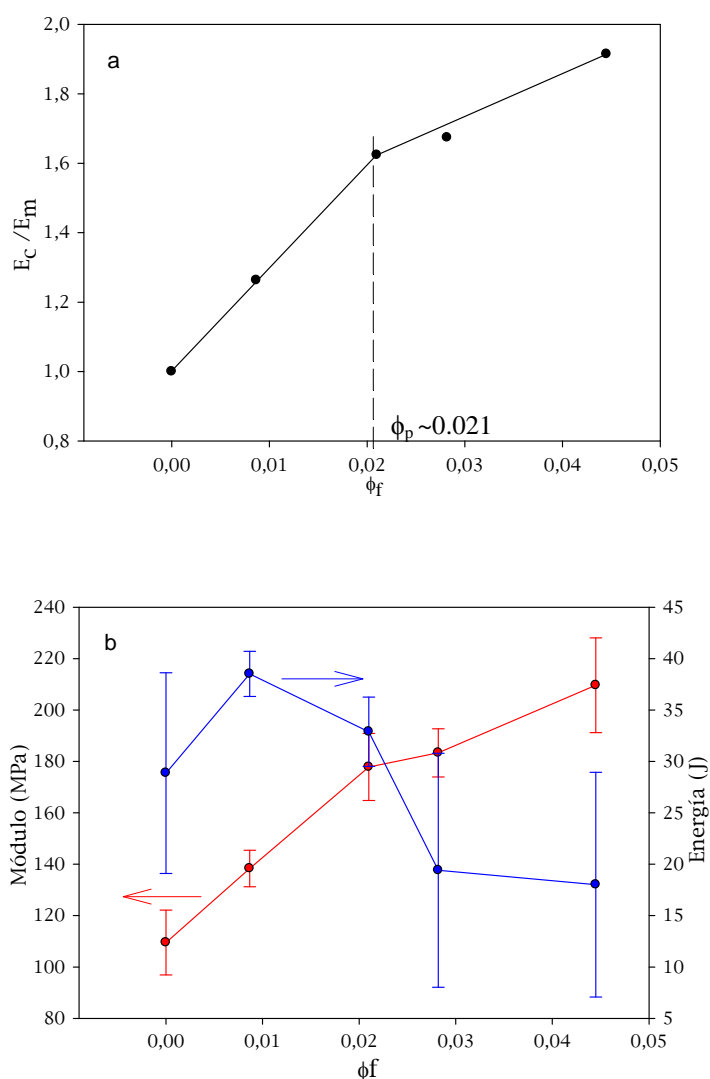 2,0
a
1,8
1,6
1,4
1,2
1,0
0,8
E_C /E_m
ϕ_p ~0.021
0,00 0,01 0,02 0,03 0,04 0,05
ϕ_f
240 45
b
220 40
200 35
180 30
160 25
140 20
120 15
100 10
80 5
Módulo (MPa)
Energía (J)
0,00 0,01 0,02 0,03 0,04 0,05
ϕf